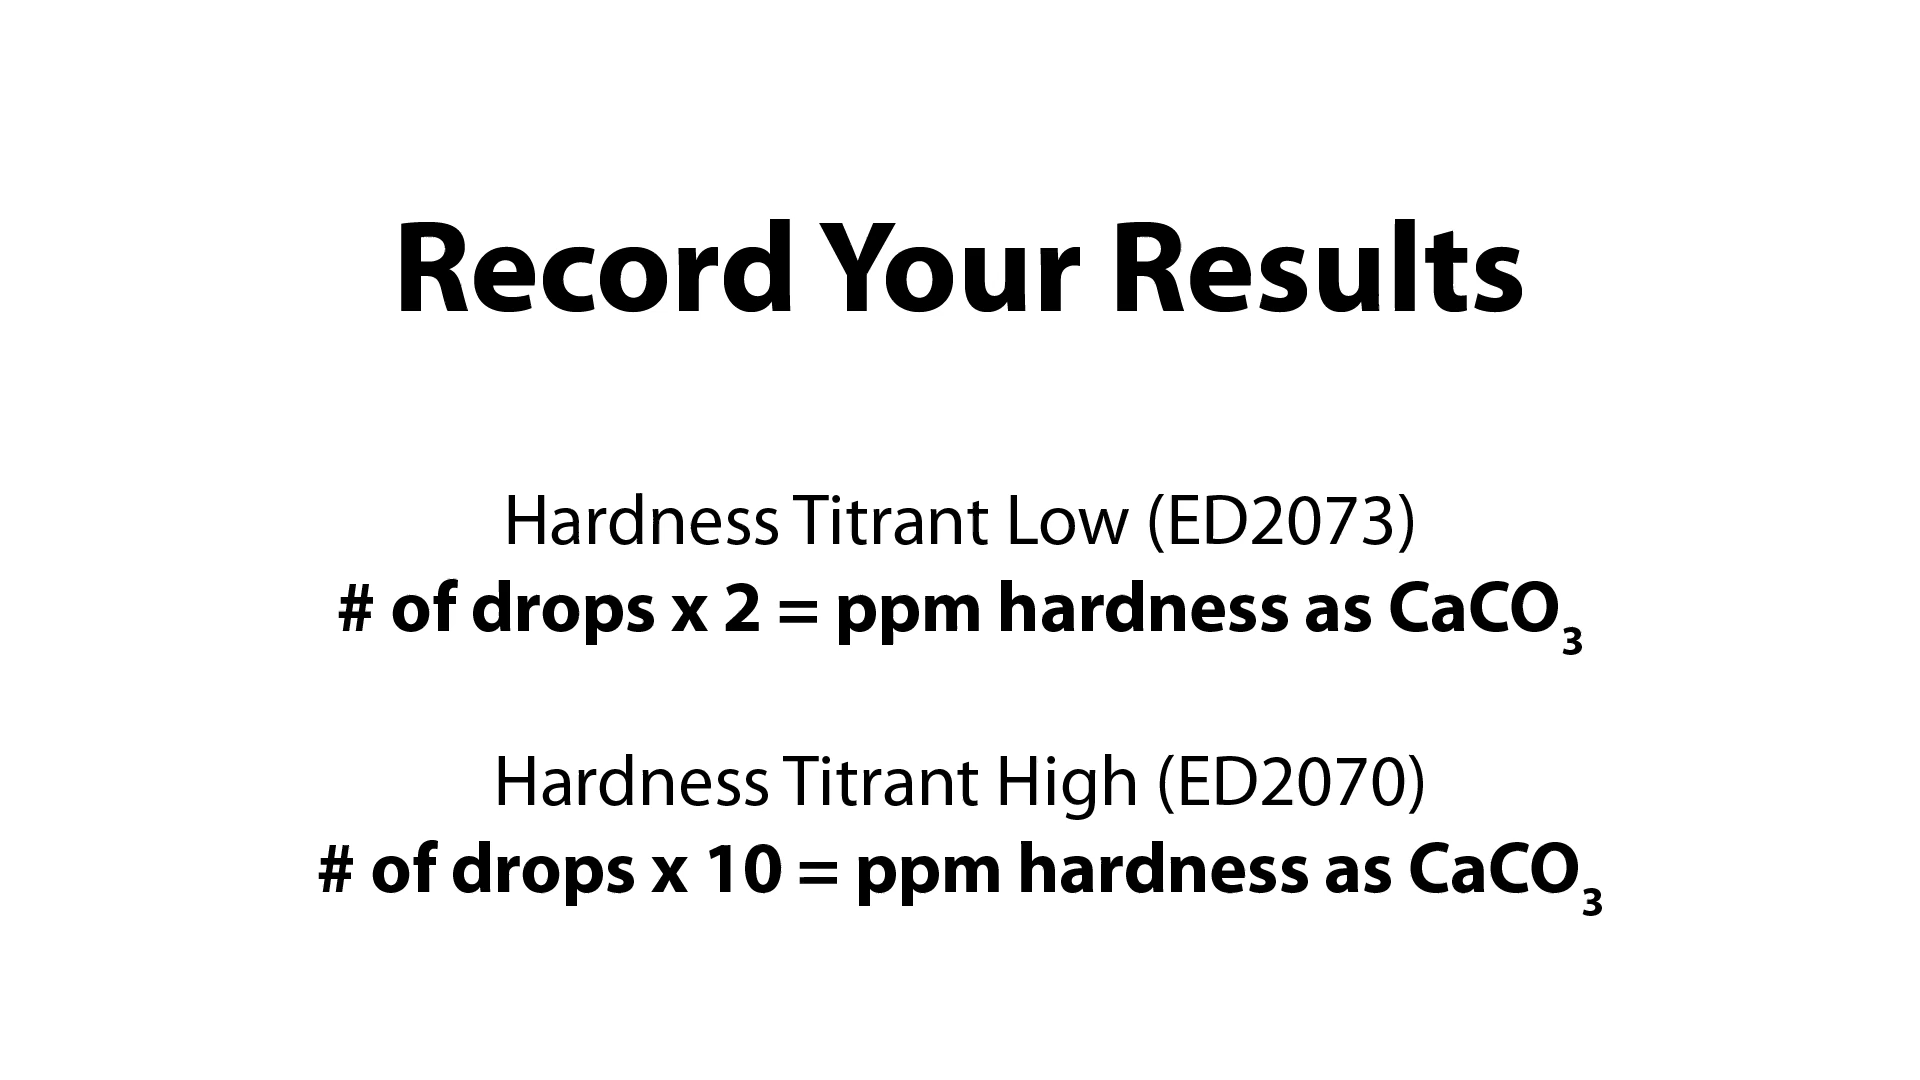 Record Your Results
Hardness Titrant Low (ED2073)
# of drops x 2 = ppm hardness as CaCO₃
Hardness Titrant High (ED2070)
# of drops x 10 = ppm hardness as CaCO₃